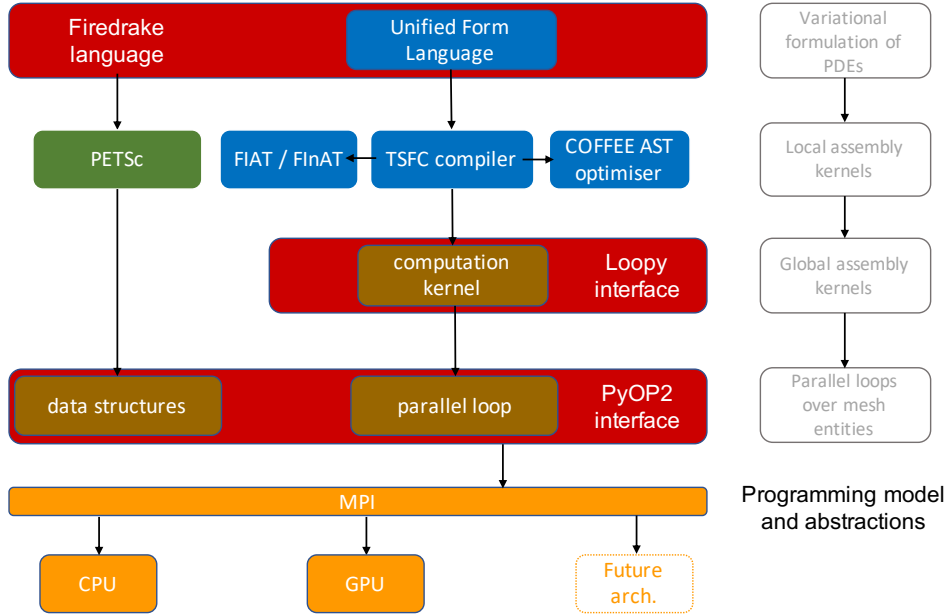 Firedrake
language
Unified Form
Language
Variational
formulation of
PDEs
PETSc
FIAT / FInAT
TSFC compiler
COFFEE AST
optimiser
Local assembly
kernels
computation
kernel
Loopy
interface
Global assembly
kernels
data structures
parallel loop
PyOP2
interface
Parallel loops
over mesh
entities
MPI
Programming model
and abstractions
CPU
GPU
Future
arch.